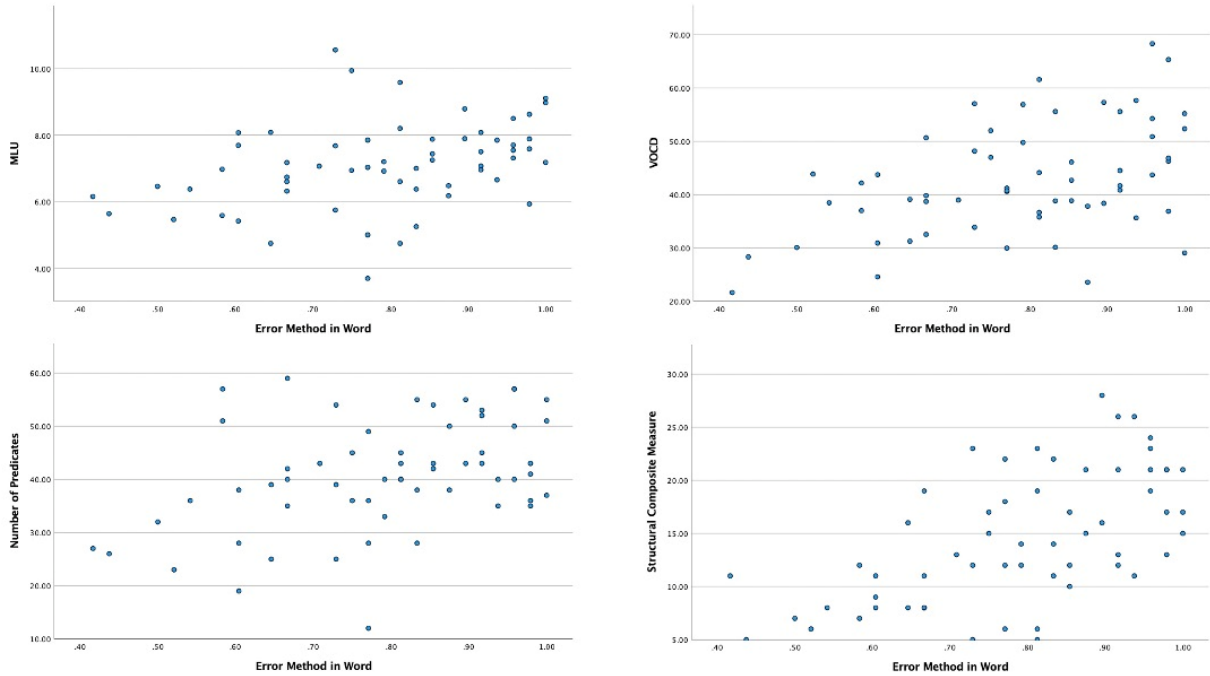 MLU
10.00
8.00
6.00
4.00
.40 .50 .60 .70 .80 .90 1.00
Error Method in Word
VOCD
70.00
60.00
50.00
40.00
30.00
20.00
.40 .50 .60 .70 .80 .90 1.00
Error Method in Word
Number of Predicates
60.00
50.00
40.00
30.00
20.00
10.00
.40 .50 .60 .70 .80 .90 1.00
Error Method in Word
Structural Composite Measure
30.00
25.00
20.00
15.00
10.00
5.00
.40 .50 .60 .70 .80 .90 1.00
Error Method in Word